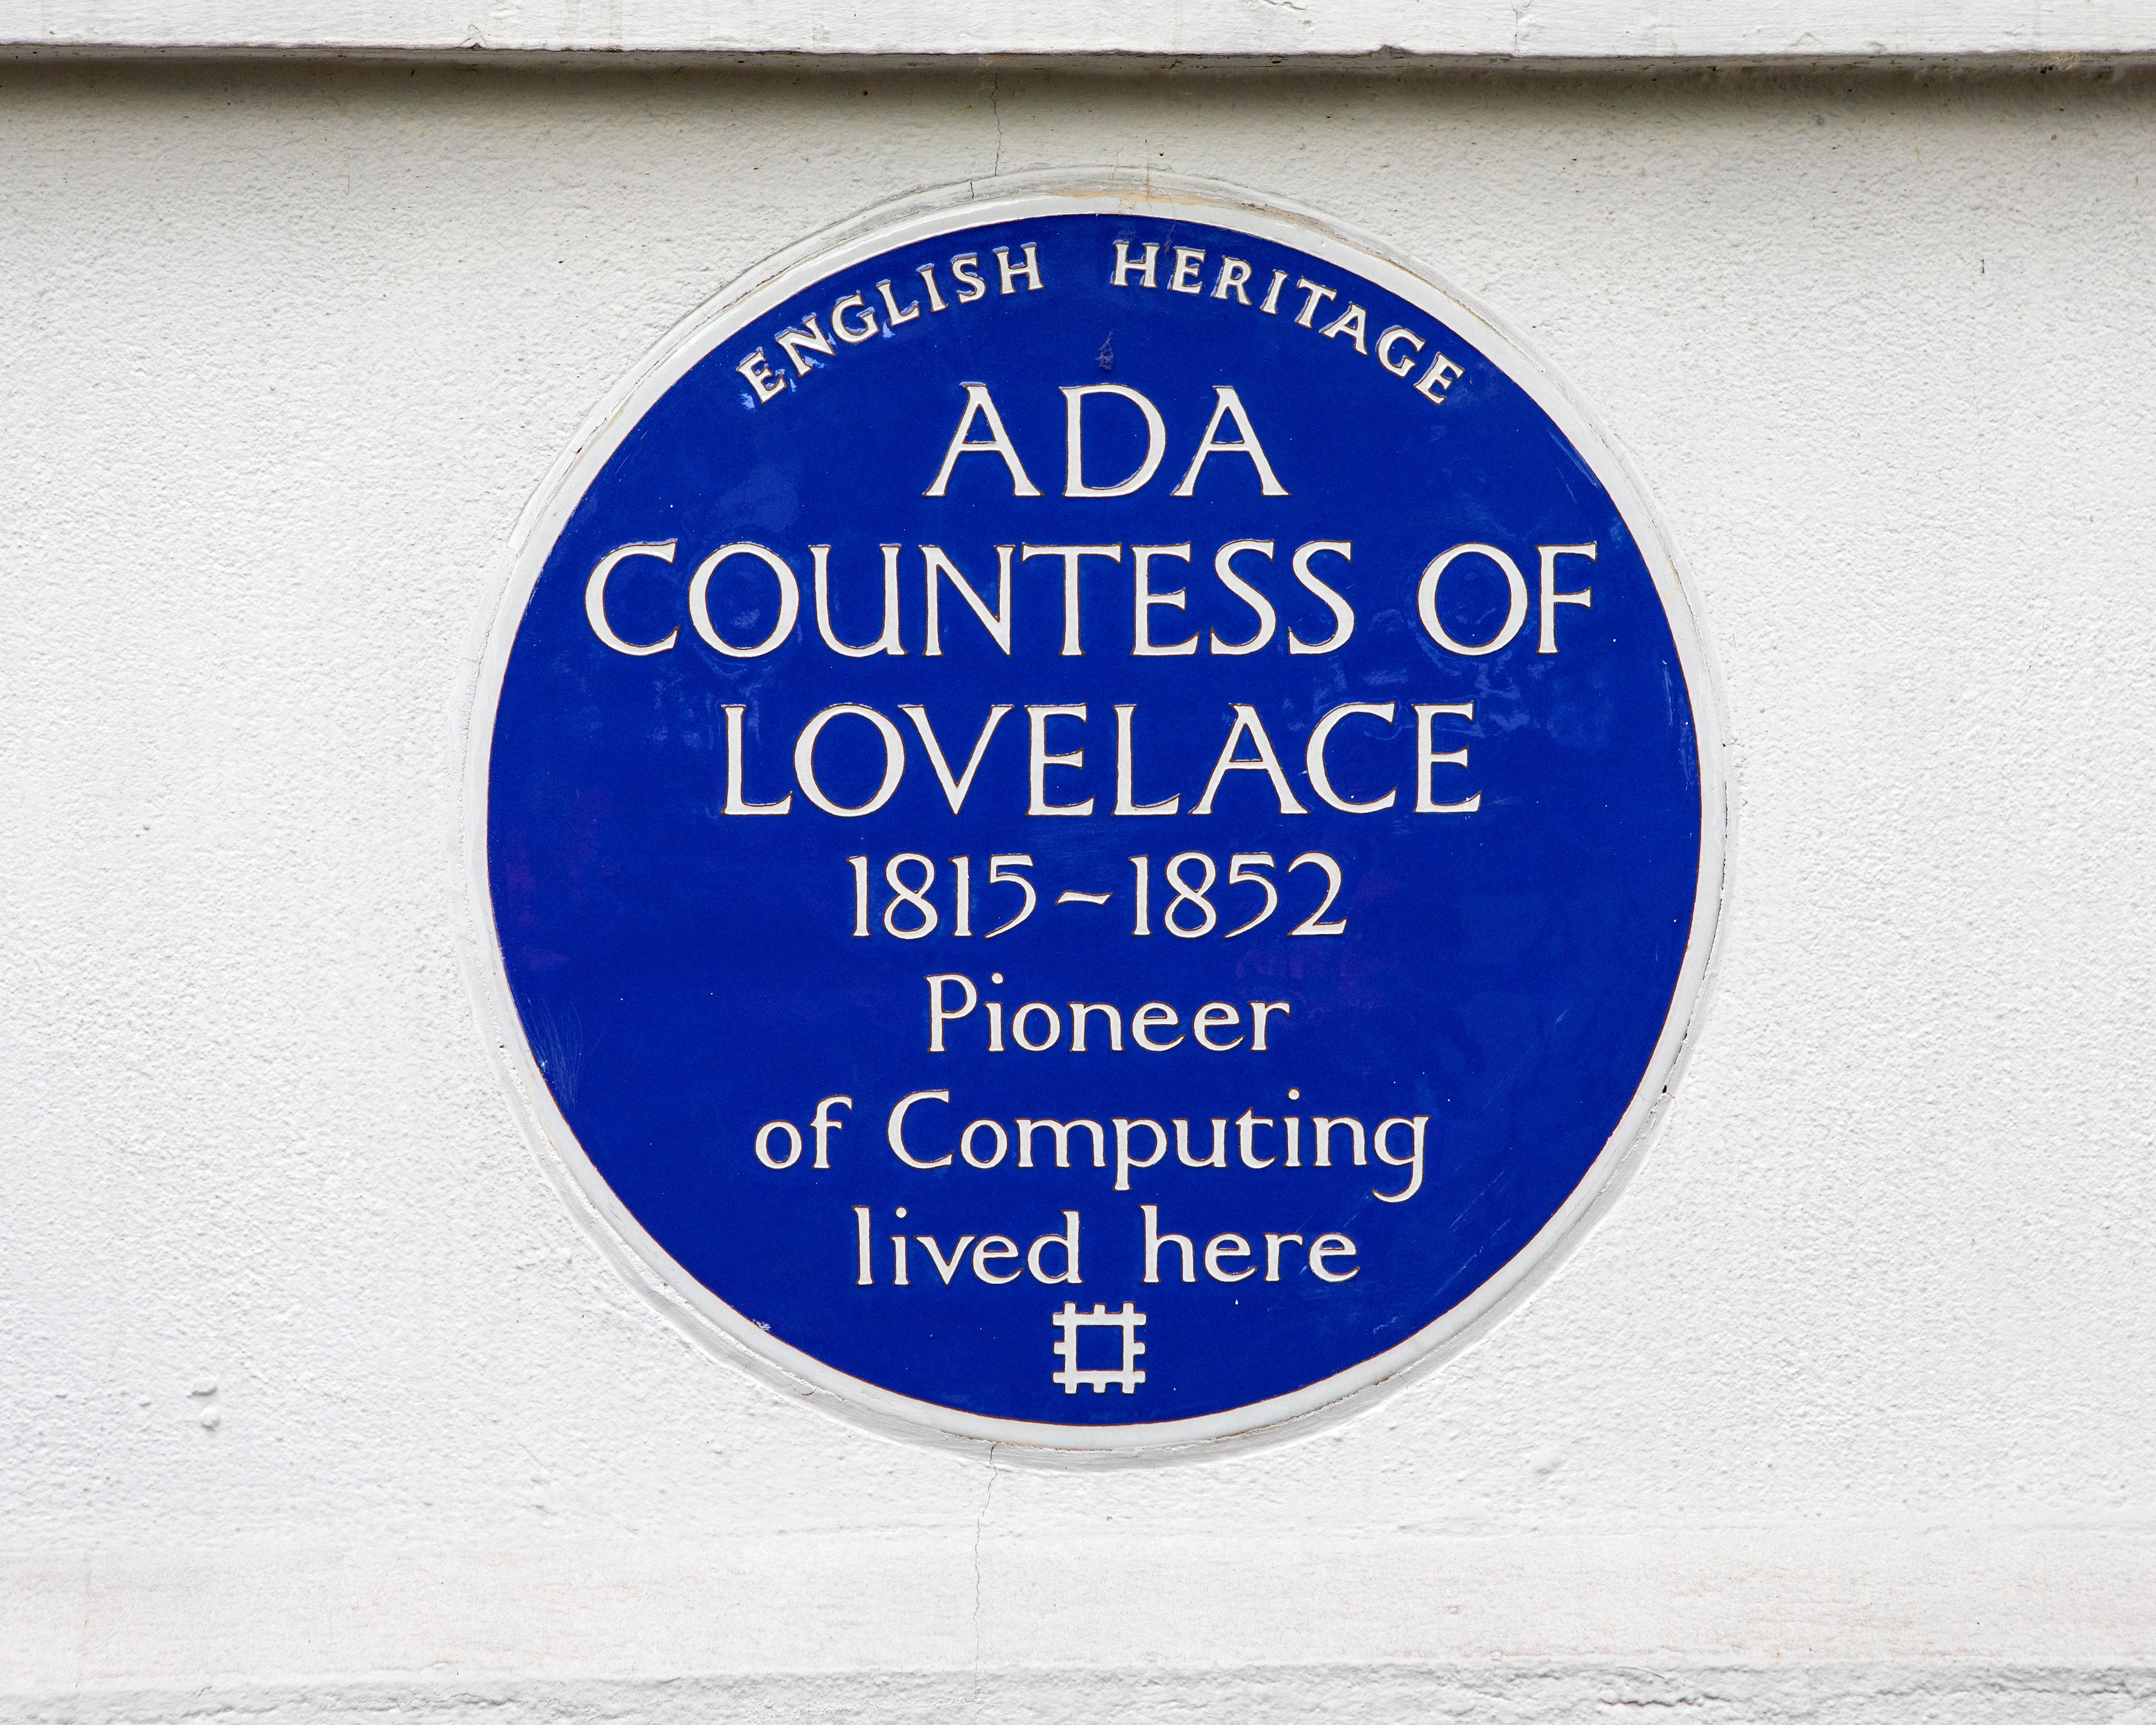 ENGLISH HERITAGE
ADA
COUNTESS OF
LOVELACE
1815~1852
Pioneer
of Computing
lived here